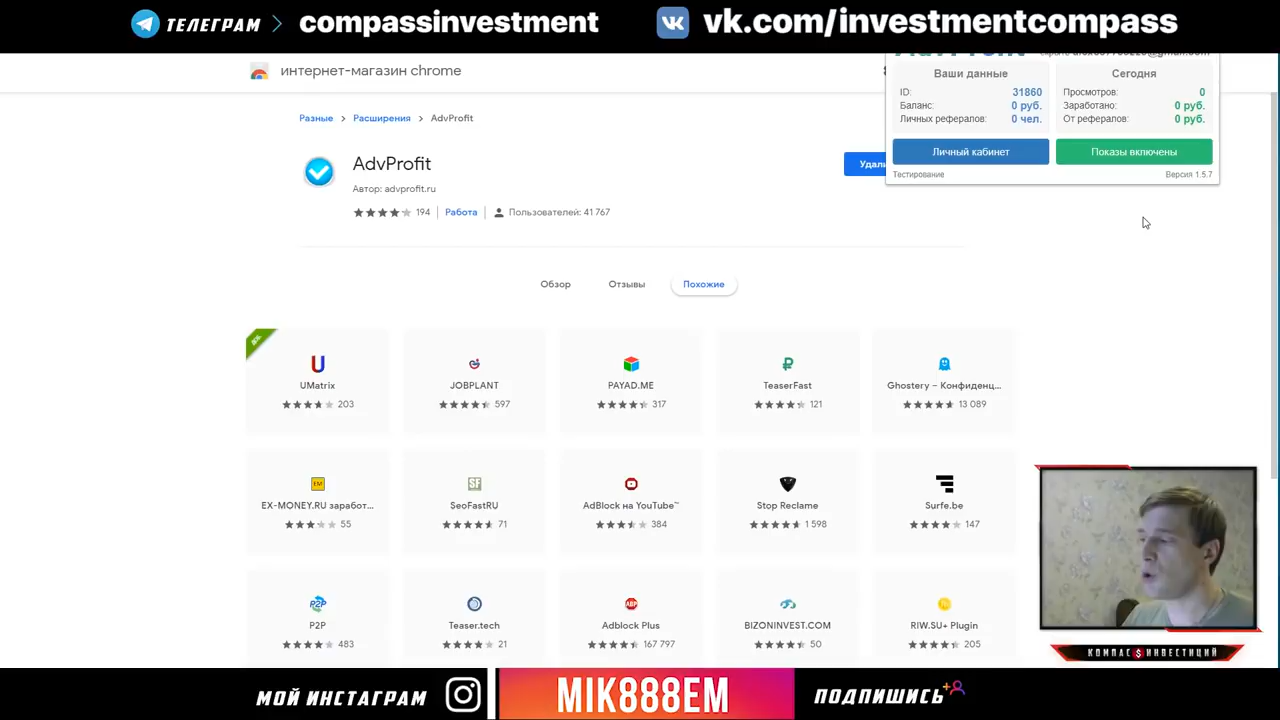 ТЕЛЕГРАМ > compassinvestment
vk.com/investmentcompass
интернет-магазин chrome
Ваши данные
ID: 31860
Баланс: 0 руб.
Личных рефералов: 0 чел.
Личный кабинет
Тестирование
Сегодня
Просмотров: 0
Заработано: 0 руб.
От рефералов: 0 руб.
Показы включены
Версия 1.5.7
Разные > Расширения > AdvProfit
AdvProfit
Автор: advprofit.ru
194 Работа Пользователей: 41 767
Обзор Отзывы Похожие
UMatrix
203
JOBPLANT
597
PAYAD.ME
317
TeaserFast
121
Ghostery – Конфиденц...
13 089
EM
EX-MONEY.RU заработ...
55
SF
SeoFastRU
71
AdBlock на YouTube™
384
Stop Reclame
1 598
Surfe.be
147
P2P
P2P
483
Teaser.tech
21
ABP
Adblock Plus
167 797
BIZONINVEST.COM
50
RIW.SU+ Plugin
205
КОМПАС $ ИНВЕСТИЦИЙ
МОЙ ИНСТАГРАМ
MIK888EM
ПОДПИШИСЬ